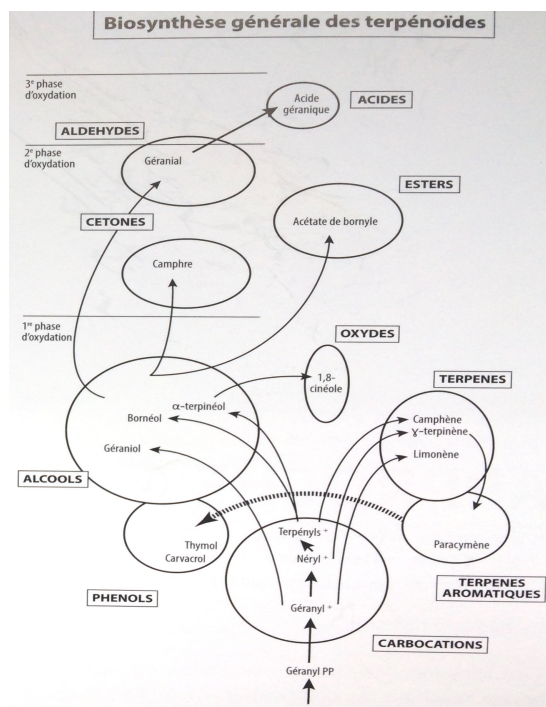 Biosynthèse générale des terpénoïdes
3e phase
d'oxydation
Acide
géranique
ACIDES
ALDEHYDES
2e phase
d'oxydation
Géranial
ESTERS
CETONES
Acétate de bornyle
Camphre
1re phase
d'oxydation
OXYDES
1,8-
cinéole
TERPENES
α-terpinéol
Bornéol
Géraniol
Camphène
ɣ-terpinène
Limonène
ALCOOLS
Terpényls +
Néryl +
Géranyl +
Thymol
Carvacrol
Paracymène
PHENOLS
TERPENES
AROMATIQUES
CARBOCATIONS
Géranyl PP